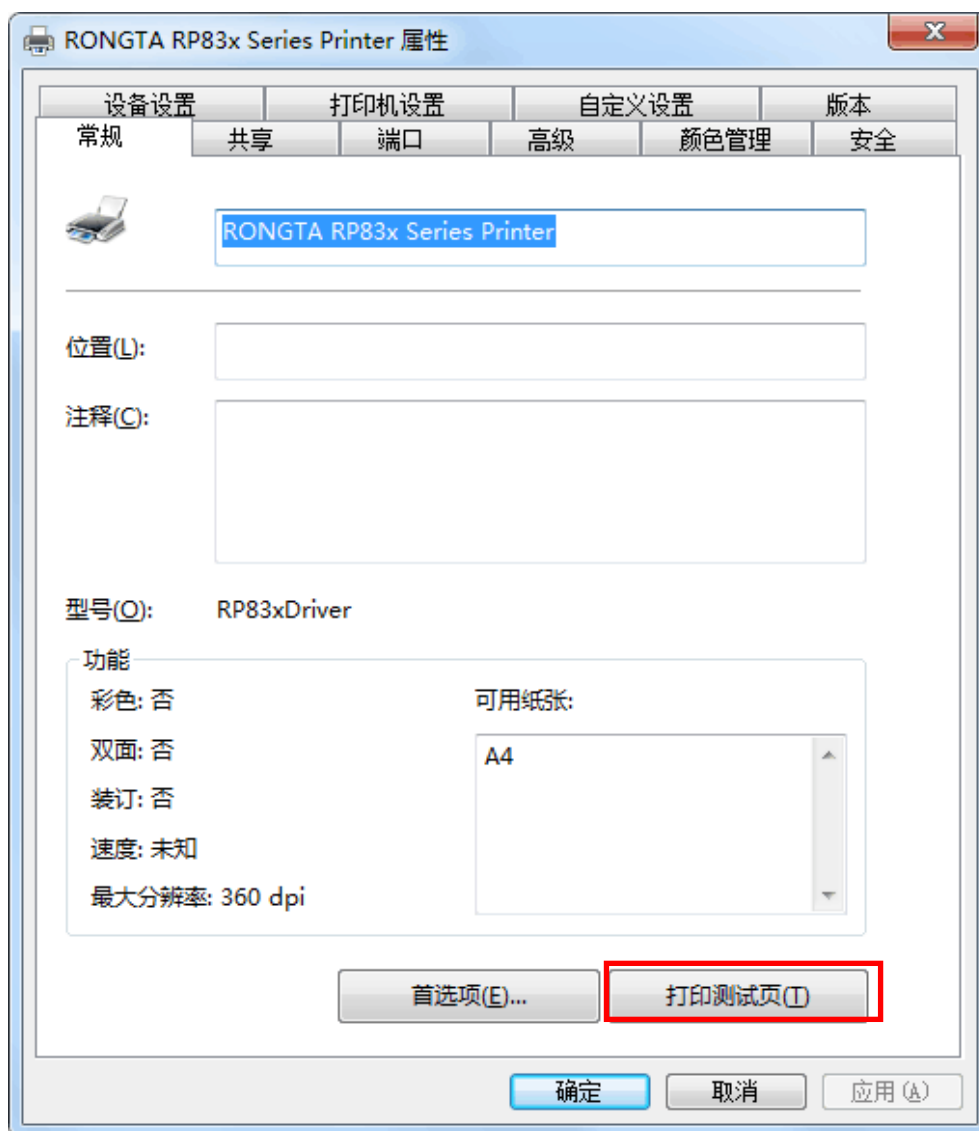 RONGTA RP83x Series Printer 属性
设备设置 打印机设置 自定义设置 版本
常规 共享 端口 高级 颜色管理 安全
RONGTA RP83x Series Printer
位置(L):
注释(C):
型号(O): RP83xDriver
功能
彩色: 否 可用纸张:
双面: 否 A4
装订: 否
速度: 未知
最大分辨率: 360 dpi
首选项(E)... 打印测试页(T)
确定 取消 应用(A)